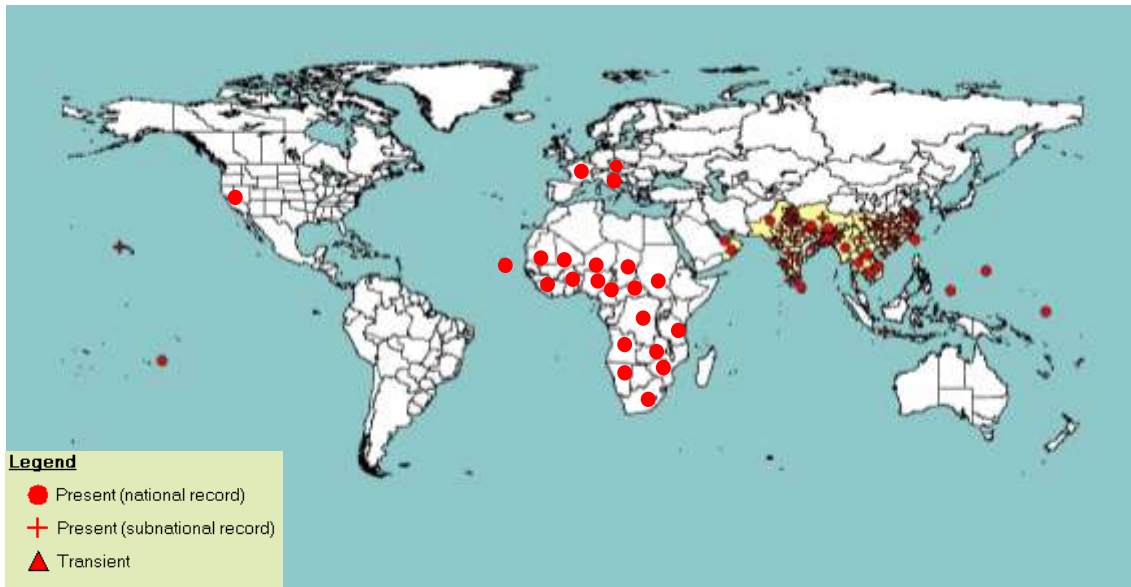 Legend
Present (national record)
Present (subnational record)
Transient